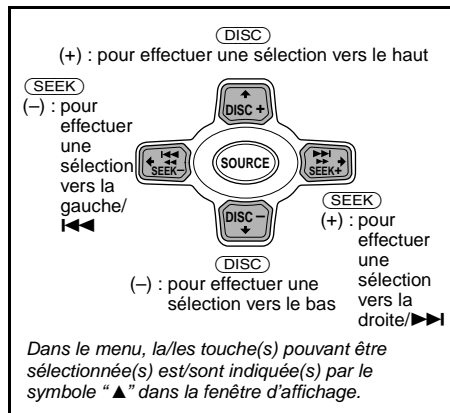 DISC
(+) : pour effectuer une sélection vers le haut
SEEK
(–) : pour
effectuer
une
sélection
vers la
gauche/
⏮
DISC +
SEEK–
SOURCE
SEEK+
DISC –
SEEK
(+) : pour
effectuer
une
sélection
vers la
droite/⏭
DISC
(–) : pour effectuer une
sélection vers le bas
Dans le menu, la/les touche(s) pouvant être
sélectionnée(s) est/sont indiquée(s) par le
symbole “▲” dans la fenêtre d’affichage.